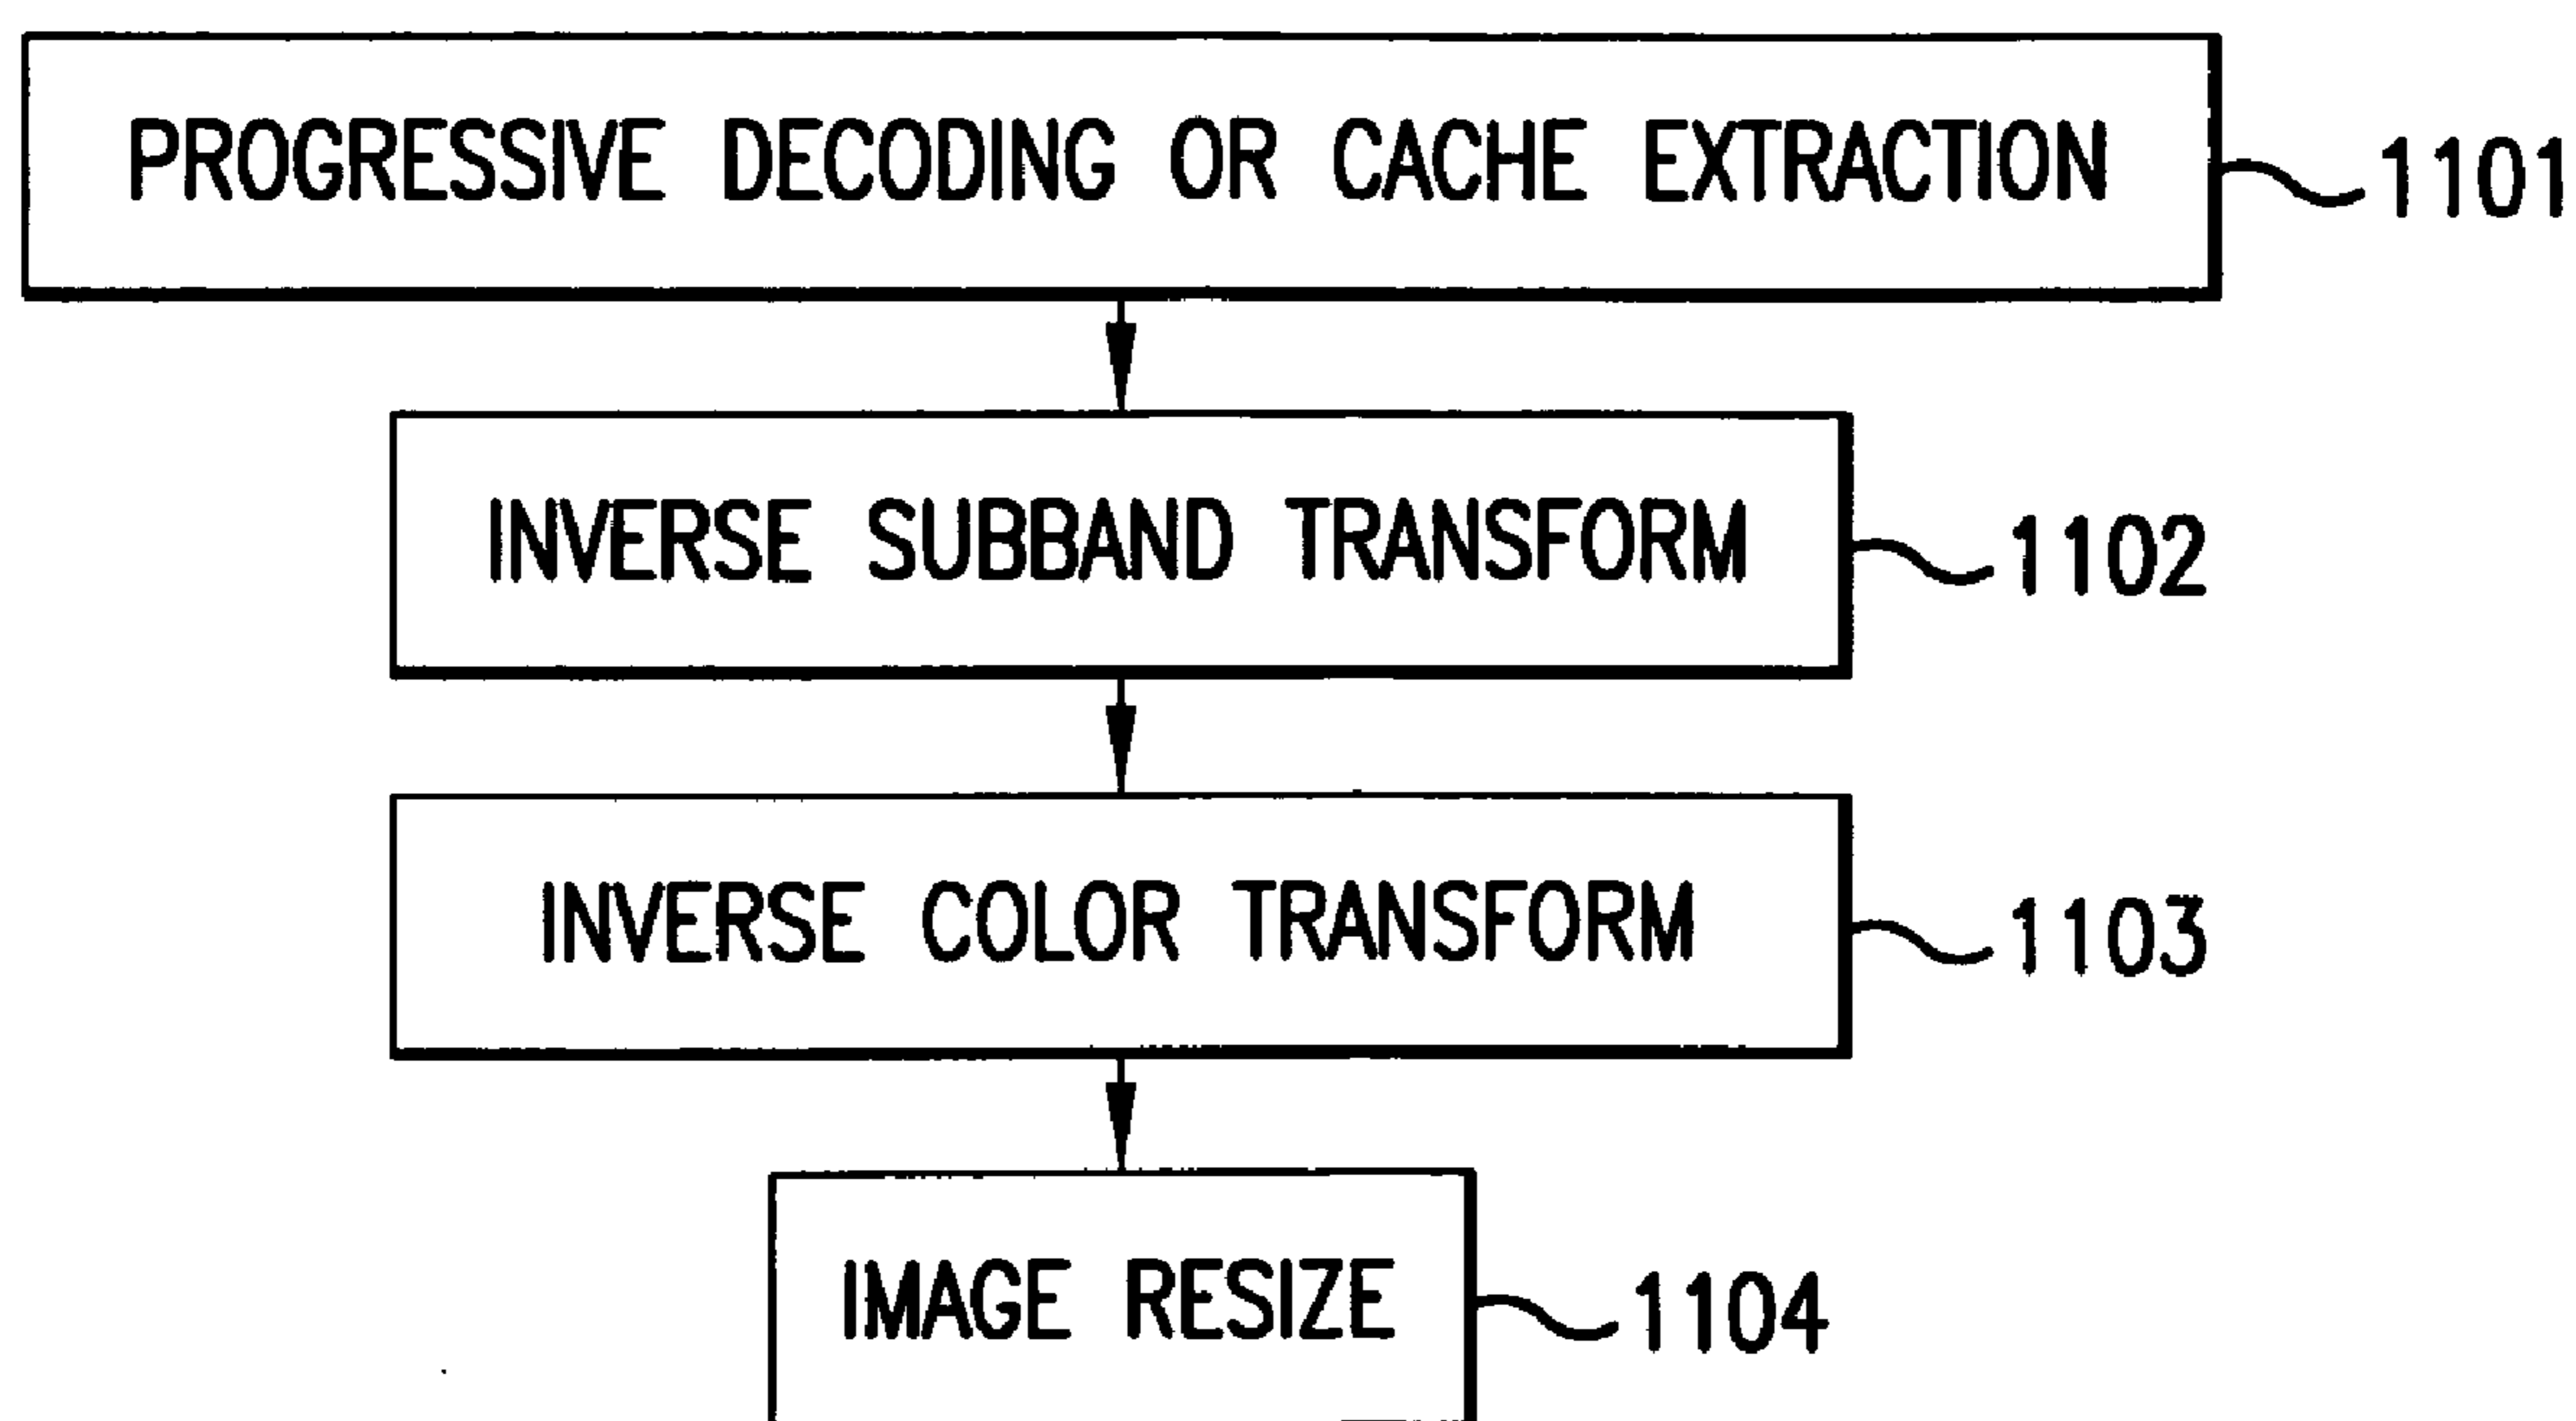 PROGRESSIVE DECODING OR CACHE EXTRACTION 1101
INVERSE SUBBAND TRANSFORM 1102
INVERSE COLOR TRANSFORM 1103
IMAGE RESIZE 1104